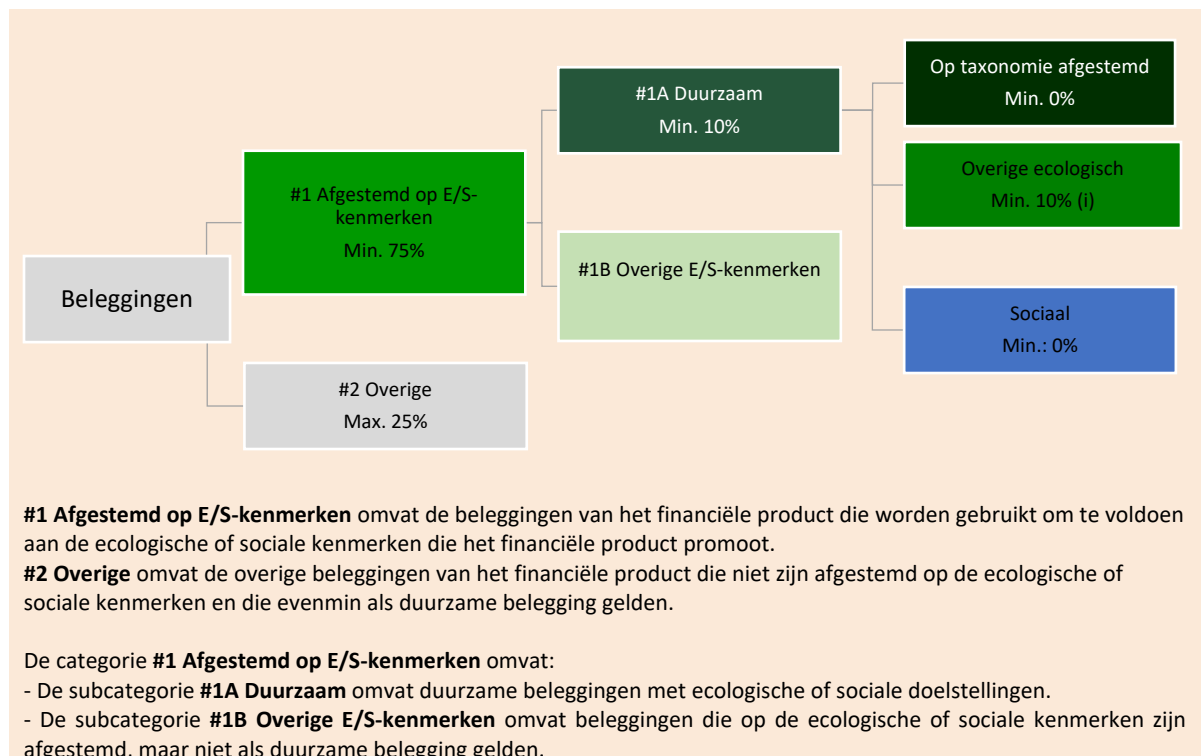 Beleggingen
#1 Afgestemd op E/S-
kenmerken
Min. 75%
#2 Overige
Max. 25%
#1A Duurzaam
Min. 10%
#1B Overige E/S-kenmerken
Op taxonomie afgestemd
Min. 0%
Overige ecologisch
Min. 10% (i)
Sociaal
Min.: 0%
#1 Afgestemd op E/S-kenmerken omvat de beleggingen van het financiële product die worden gebruikt om te voldoen
aan de ecologische of sociale kenmerken die het financiële product promoot.
#2 Overige omvat de overige beleggingen van het financiële product die niet zijn afgestemd op de ecologische of
sociale kenmerken en die evenmin als duurzame belegging gelden.
De categorie #1 Afgestemd op E/S-kenmerken omvat:
- De subcategorie #1A Duurzaam omvat duurzame beleggingen met ecologische of sociale doelstellingen.
- De subcategorie #1B Overige E/S-kenmerken omvat beleggingen die op de ecologische of sociale kenmerken zijn
afgestemd, maar niet als duurzame belegging gelden.